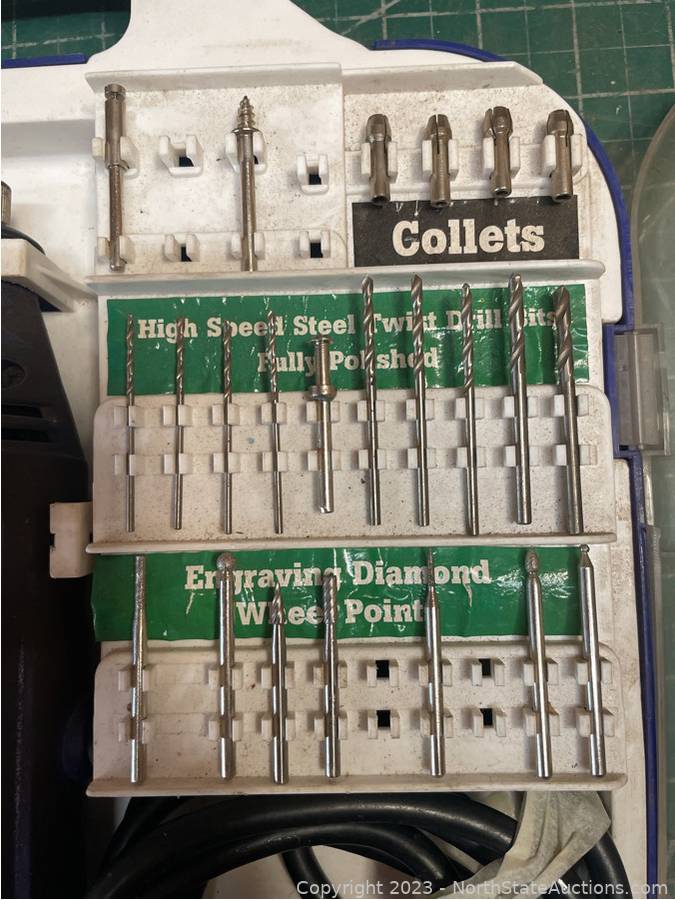 Collets
High Speed Steel Twist Drill Bits
Fully Polished
Engraving Diamond
Wheel Point
Copyright 2023 - NorthStateAuctions.com